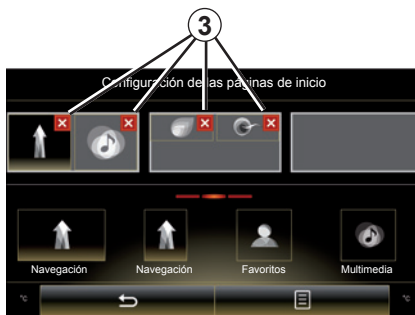 3
Configuración de las páginas de inicio
Navegación Navegación Favoritos Multimedia
°C °C